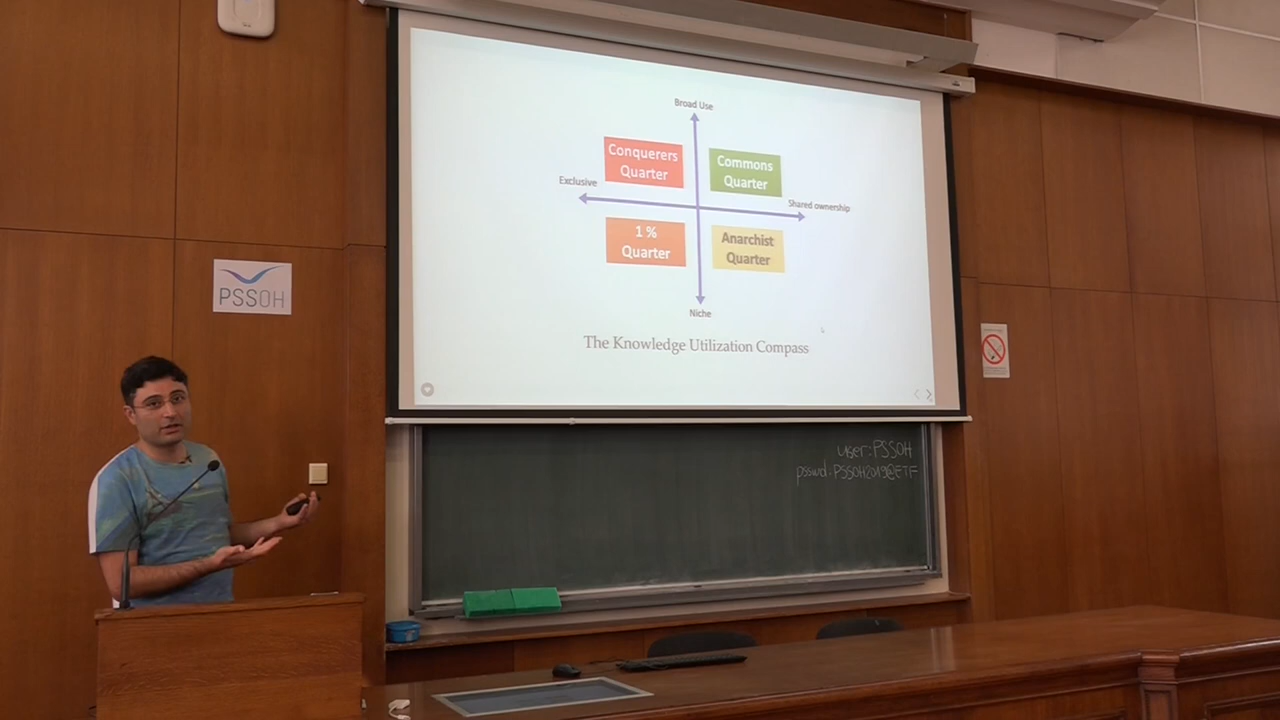 Broad Use
Conquerers
Quarter
Commons
Quarter
Exclusive
Shared ownership
1 %
Quarter
Anarchist
Quarter
Niche
The Knowledge Utilization Compass
PSSOH
user:PSSOH
psswd:PSSOH2019@ETF